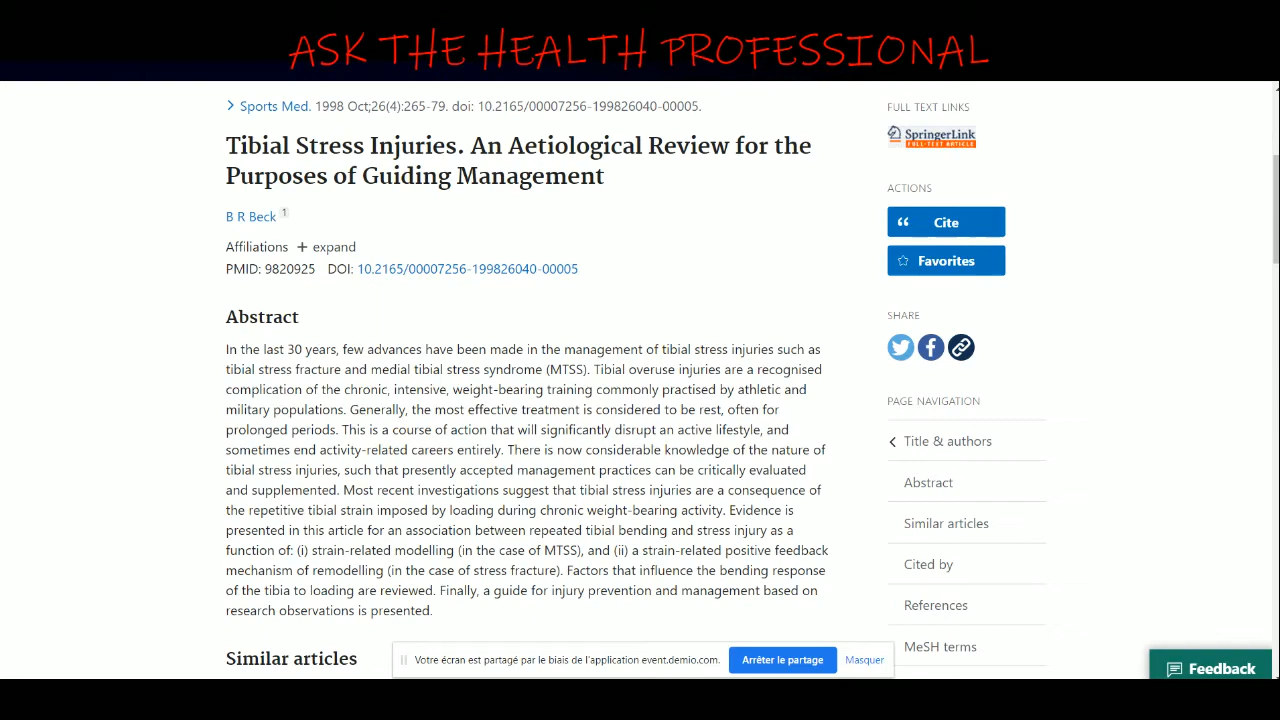 ASK THE HEALTH PROFESSIONAL
Sports Med. 1998 Oct;26(4):265-79. doi: 10.2165/00007256-199826040-00005.
Tibial Stress Injuries. An Aetiological Review for the
Purposes of Guiding Management
B R Beck 1
Affiliations + expand
PMID: 9820925 DOI: 10.2165/00007256-199826040-00005
Abstract
In the last 30 years, few advances have been made in the management of tibial stress injuries such as
tibial stress fracture and medial tibial stress syndrome (MTSS). Tibial overuse injuries are a recognised
complication of the chronic, intensive, weight-bearing training commonly practised by athletic and
military populations. Generally, the most effective treatment is considered to be rest, often for
prolonged periods. This is a course of action that will significantly disrupt an active lifestyle, and
sometimes end activity-related careers entirely. There is now considerable knowledge of the nature of
tibial stress injuries, such that presently accepted management practices can be critically evaluated
and supplemented. Most recent investigations suggest that tibial stress injuries are a consequence of
the repetitive tibial strain imposed by loading during chronic weight-bearing activity. Evidence is
presented in this article for an association between repeated tibial bending and stress injury as a
function of: (i) strain-related modelling (in the case of MTSS), and (ii) a strain-related positive feedback
mechanism of remodelling (in the case of stress fracture). Factors that influence the bending response
of the tibia to loading are reviewed. Finally, a guide for injury prevention and management based on
research observations is presented.
Similar articles
FULL TEXT LINKS
SpringerLink
FULL-TEXT ARTICLE
ACTIONS
Cite
Favorites
SHARE
PAGE NAVIGATION
Title & authors
Abstract
Similar articles
Cited by
References
MeSH terms
Votre écran est partagé par le biais de l'application event.demio.com.
Arrêter le partage
Masquer
Feedback